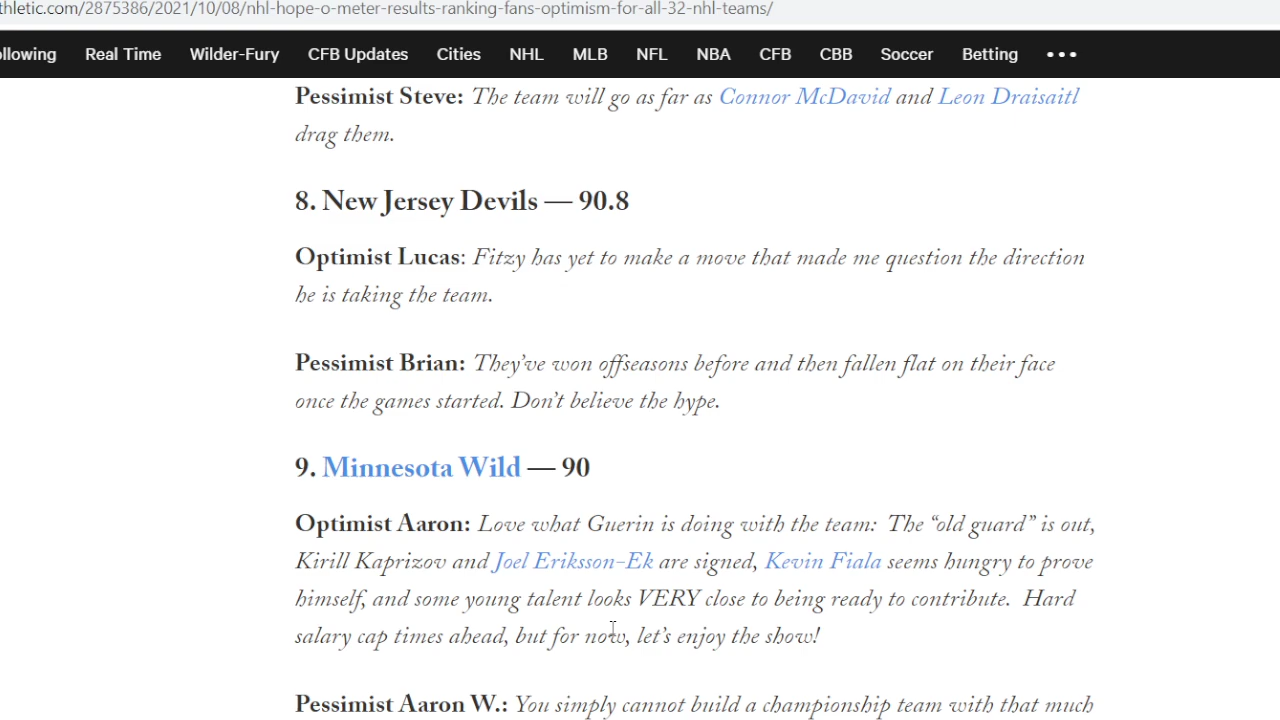 thletic.com/2875386/2021/10/08/nhl-hope-o-meter-results-ranking-fans-optimism-for-all-32-nhl-teams/
ollowing Real Time Wilder-Fury CFB Updates Cities NHL MLB NFL NBA CFB CBB Soccer Betting •••
Pessimist Steve: The team will go as far as Connor McDavid and Leon Draisaitl
drag them.
8. New Jersey Devils — 90.8
Optimist Lucas: Fitzy has yet to make a move that made me question the direction
he is taking the team.
Pessimist Brian: They’ve won offseasons before and then fallen flat on their face
once the games started. Don’t believe the hype.
9. Minnesota Wild — 90
Optimist Aaron: Love what Guerin is doing with the team: The “old guard” is out,
Kirill Kaprizov and Joel Eriksson-Ek are signed, Kevin Fiala seems hungry to prove
himself, and some young talent looks VERY close to being ready to contribute. Hard
salary cap times ahead, but for now, let’s enjoy the show!
Pessimist Aaron W.: You simply cannot build a championship team with that much